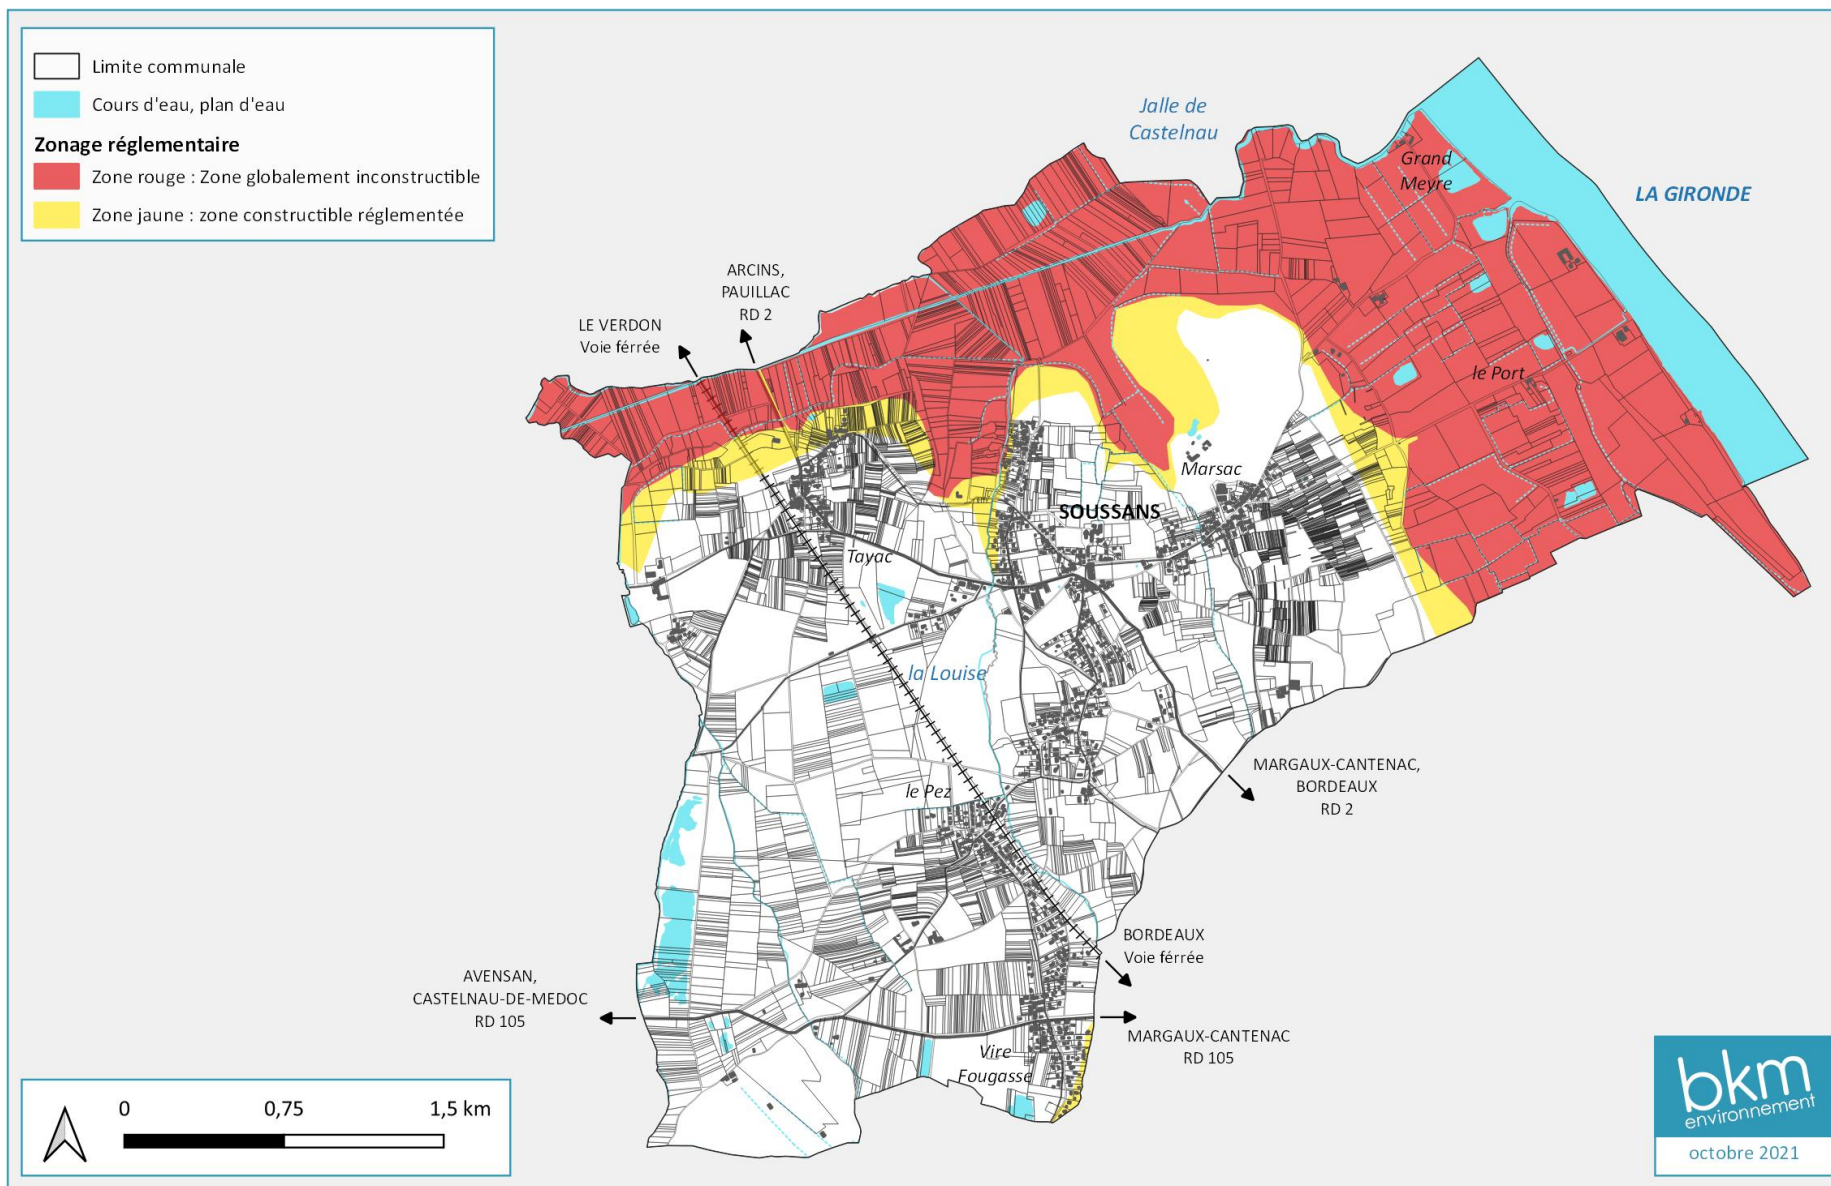 Limite communale
Cours d'eau, plan d'eau
Zonage réglementaire
Zone rouge : Zone globalement inconstructible
Zone jaune : zone constructible réglementée
Jalle de
Castelnau
Grand
Meyre
LA GIRONDE
ARCINS,
PAUILLAC
RD 2
LE VERDON
Voie férrée
le Port
Marsac
SOUSSANS
Tayac
la Louise
le Pez
MARGAUX-CANTENAC,
BORDEAUX
RD 2
BORDEAUX
Voie férrée
AVENSAN,
CASTELNAU-DE-MEDOC
RD 105
MARGAUX-CANTENAC
RD 105
Vire
Fougasse
0 0,75 1,5 km
bkm
environnement
octobre 2021